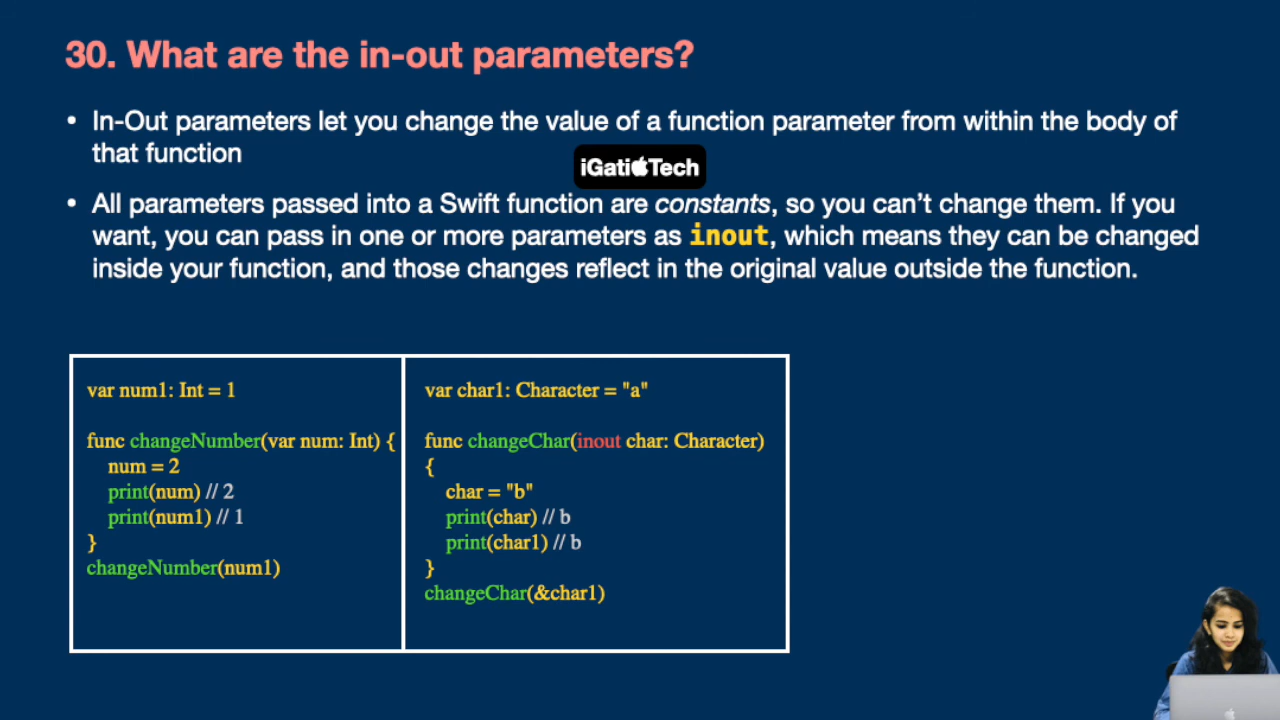 30. What are the in-out parameters?
• In-Out parameters let you change the value of a function parameter from within the body of
that function
iGatiTech
• All parameters passed into a Swift function are constants, so you can’t change them. If you
want, you can pass in one or more parameters as inout, which means they can be changed
inside your function, and those changes reflect in the original value outside the function.
var num1: Int = 1
func changeNumber(var num: Int) {
num = 2
print(num) // 2
print(num1) // 1
}
changeNumber(num1)
var char1: Character = "a"
func changeChar(inout char: Character)
{
char = "b"
print(char) // b
print(char1) // b
}
changeChar(&char1)